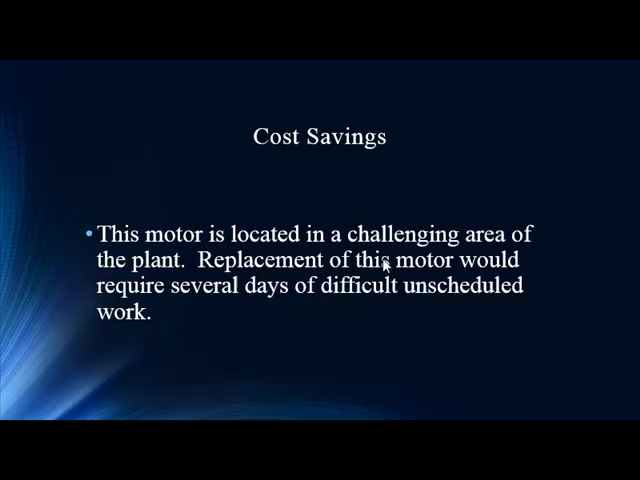 Cost Savings
• This motor is located in a challenging area of
the plant.  Replacement of this motor would
require several days of difficult unscheduled
work.